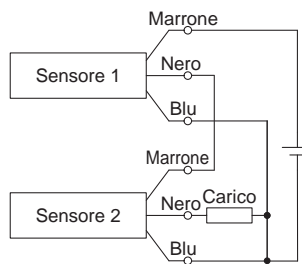 Marrone
Sensore 1
Nero
Blu
Marrone
Sensore 2
Nero
Carico
Blu